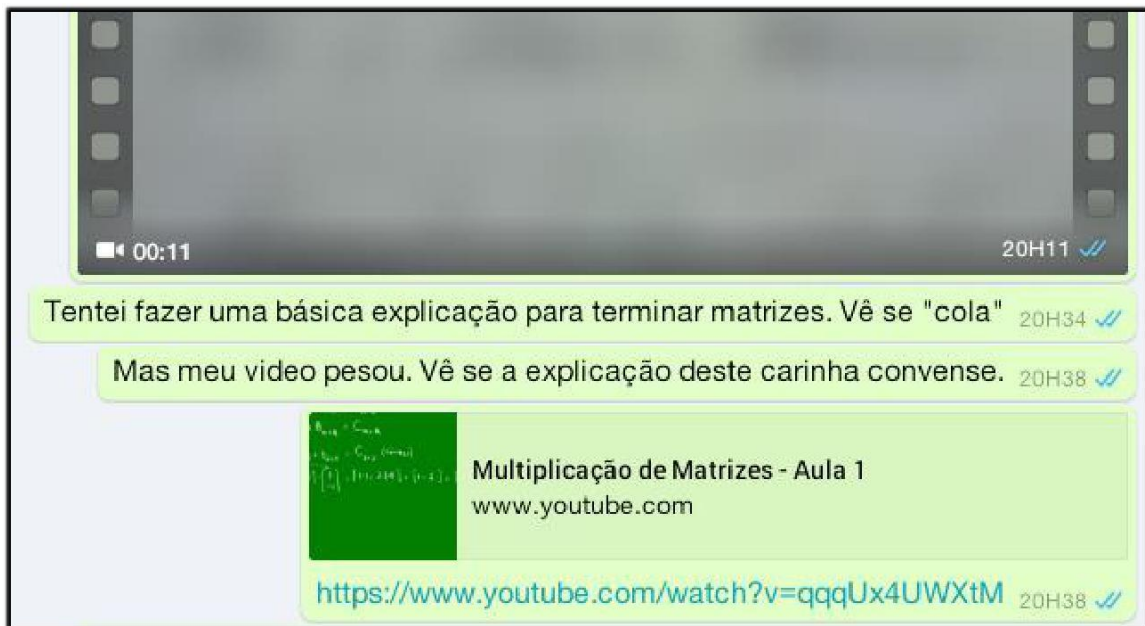 00:11 20H11
Tentei fazer uma básica explicação para terminar matrizes. Vê se "cola" 20H34
Mas meu video pesou. Vê se a explicação deste carinha convense. 20H38
Multiplicação de Matrizes - Aula 1
www.youtube.com
https://www.youtube.com/watch?v=qqqUx4UWXtM 20H38